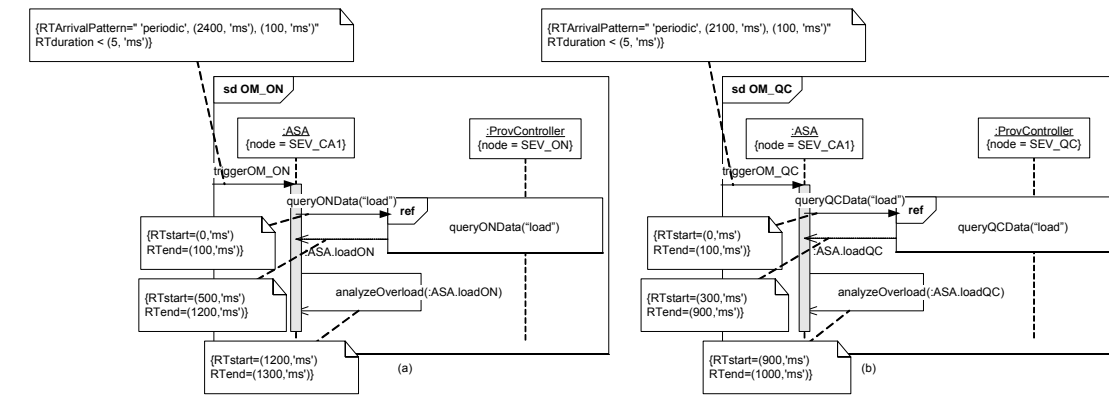 {RTArrivalPattern=" 'periodic', (2400, 'ms'), (100, 'ms')"
RTduration < (5, 'ms')}
sd OM_ON
:ASA
{node = SEV_CA1}
:ProvController
{node = SEV_ON}
triggerOM_ON
queryONData("load")
ref
queryONData("load")
{RTstart=(0,'ms')
RTend=(100,'ms')}
:ASA.loadON
{RTstart=(500,'ms')
RTend=(1200,'ms')}
analyzeOverload(:ASA.loadON)
{RTstart=(1200,'ms')
RTend=(1300,'ms')}
(a)
{RTArrivalPattern=" 'periodic', (2100, 'ms'), (100, 'ms')"
RTduration < (5, 'ms')}
sd OM_QC
:ASA
{node = SEV_CA1}
:ProvController
{node = SEV_QC}
triggerOM_QC
queryQCData("load")
ref
queryQCData("load")
{RTstart=(0,'ms')
RTend=(100,'ms')}
:ASA.loadQC
{RTstart=(300,'ms')
RTend=(900,'ms')}
analyzeOverload(:ASA.loadQC)
{RTstart=(900,'ms')
RTend=(1000,'ms')}
(b)